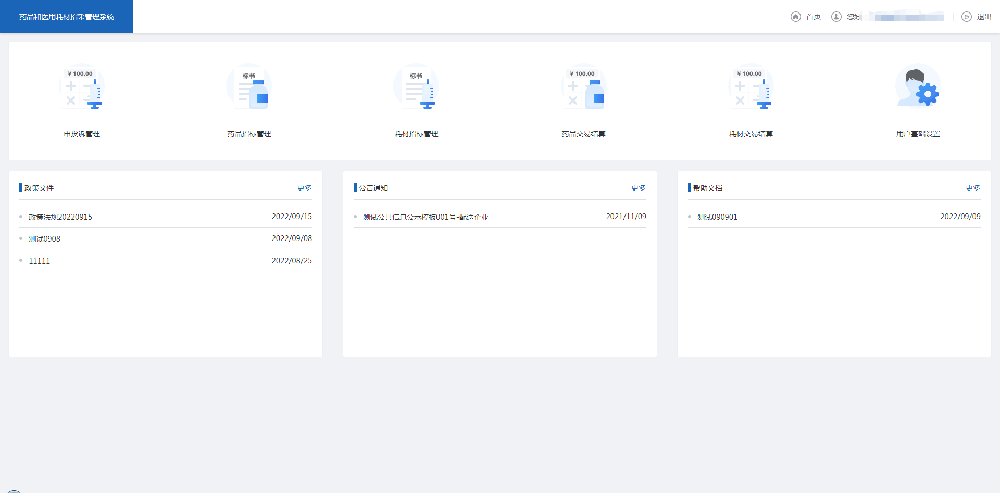 药品和医用耗材招采管理系统
首页
您好
退出
¥ 100.00
标书
标书
¥ 100.00
¥ 100.00
申投诉管理
药品招标管理
耗材招标管理
药品交易结算
耗材交易结算
用户基础设置
政策文件
更多
政策法规20220915
2022/09/15
测试0908
2022/09/08
11111
2022/08/25
公告通知
更多
测试公共信息公示模板001号-配送企业
2021/11/09
帮助文档
更多
测试090901
2022/09/09